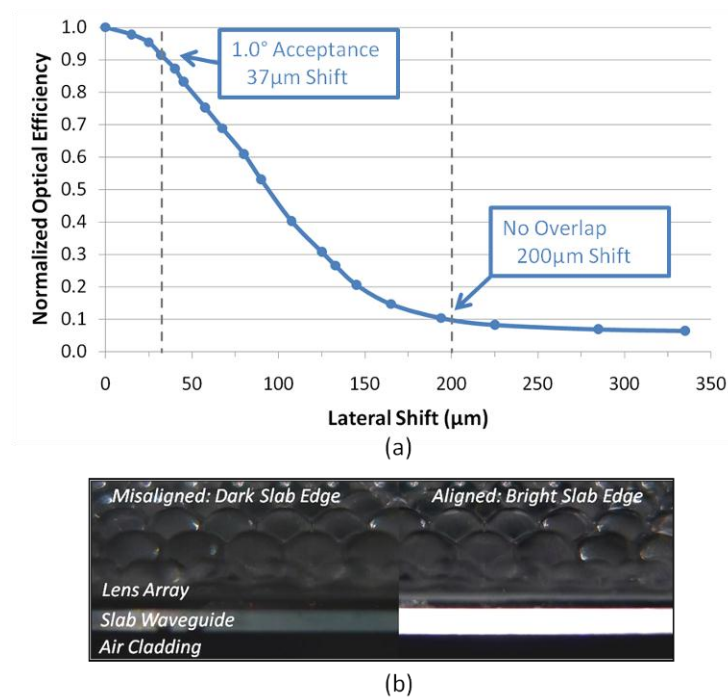 1.0
0.9
0.8
0.7
0.6
0.5
0.4
0.3
0.2
0.1
0.0
Normalized Optical Efficiency
1.0° Acceptance
37µm Shift
No Overlap
200µm Shift
0 50 100 150 200 250 300 350
Lateral Shift (µm)
(a)
Misaligned: Dark Slab Edge Aligned: Bright Slab Edge
Lens Array
Slab Waveguide
Air Cladding
(b)